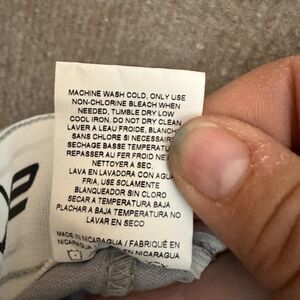 MACHINE WASH COLD, ONLY USE
NON-CHLORINE BLEACH WHEN
NEEDED, TUMBLE DRY LOW
COOL IRON, DO NOT DRY CLEAN
LAVER A LEAU FROIDE, BLANCHI
SANS CHLORE SI NECESSAIRE
SECHAGE BASSE TEMPERATU
REPASSER AU FER FROID NE
NETTOYER A SEC.
LAVA EN LAVADORA CON AGUA
FRIA, USE SOLAMENTE
BLANQUEADOR SIN CLORO
SECAR A TEMPERATURA BAJA
PLACHAR A BAJA TEMPERATURA NO
LAVAR EN SECO
MADE IN NICARAGUA / FABRIQUÉ EN
NICARAGUA EN NICARAGUA